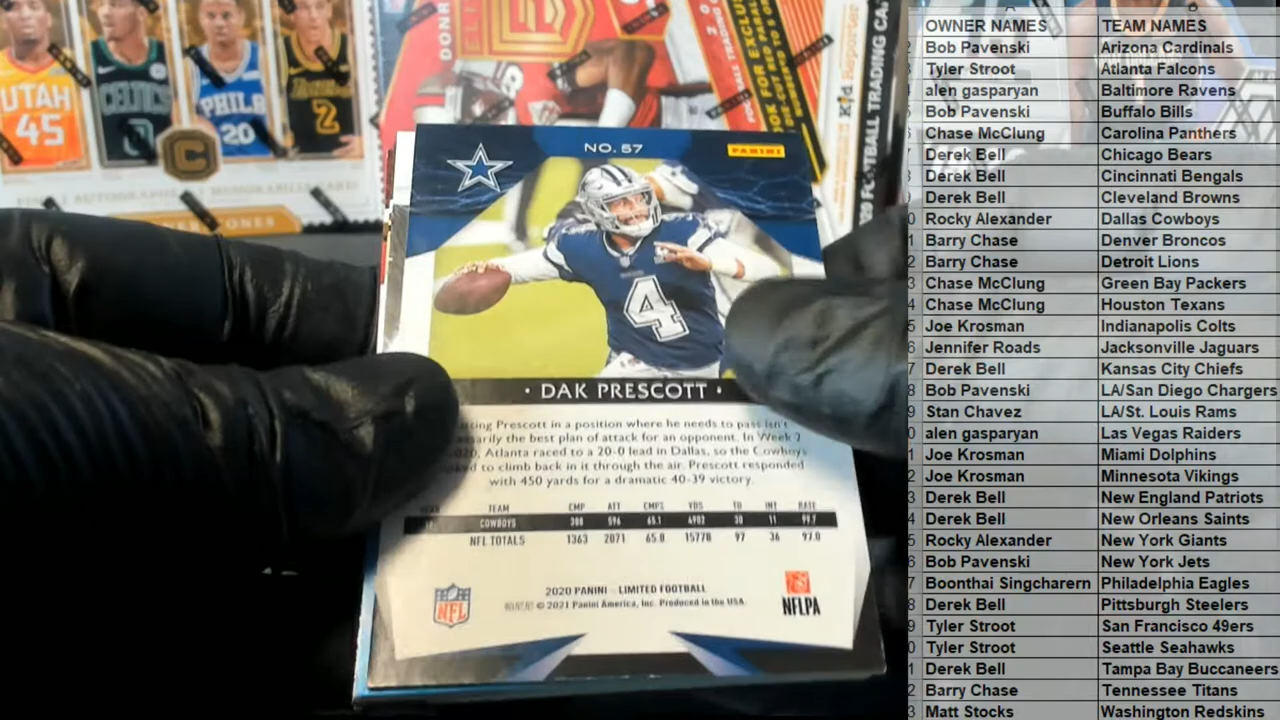 UTAH
45
CELTICS
PHILA
20
2
C
DONR
NO. 57
PANINI
4
DAK PRESCOTT
Prescott in a position where he needs to pass isn't
the best plan of attack for an opponent. In Week 2
Atlanta raced to a 20-0 lead in Dallas, so the Cowboys
to climb back in it through the air. Prescott responded
with 450 yards for a dramatic 40-39 victory.
TEAM CMP ATT CMP% YDS TD INT RATE
COWBOYS 388 596 65.1 4902 30 11 99.7
NFL TOTALS 1363 2071 65.8 15778 97 36 97.0
2020 PANINI - LIMITED FOOTBALL
© 2021 Panini America, Inc. Produced in the USA.
NFL
NFLPA
OWNER NAMES TEAM NAMES
Bob Pavenski Arizona Cardinals
Tyler Stroot Atlanta Falcons
alen gasparyan Baltimore Ravens
Bob Pavenski Buffalo Bills
Chase McClung Carolina Panthers
Derek Bell Chicago Bears
Derek Bell Cincinnati Bengals
Derek Bell Cleveland Browns
Rocky Alexander Dallas Cowboys
Barry Chase Denver Broncos
Barry Chase Detroit Lions
Chase McClung Green Bay Packers
Chase McClung Houston Texans
Joe Krosman Indianapolis Colts
Jennifer Roads Jacksonville Jaguars
Derek Bell Kansas City Chiefs
Bob Pavenski LA/San Diego Chargers
Stan Chavez LA/St. Louis Rams
alen gasparyan Las Vegas Raiders
Joe Krosman Miami Dolphins
Joe Krosman Minnesota Vikings
Derek Bell New England Patriots
Derek Bell New Orleans Saints
Rocky Alexander New York Giants
Bob Pavenski New York Jets
Boonthai Singcharern Philadelphia Eagles
Derek Bell Pittsburgh Steelers
Tyler Stroot San Francisco 49ers
Tyler Stroot Seattle Seahawks
Derek Bell Tampa Bay Buccaneers
Barry Chase Tennessee Titans
Matt Stocks Washington Redskins